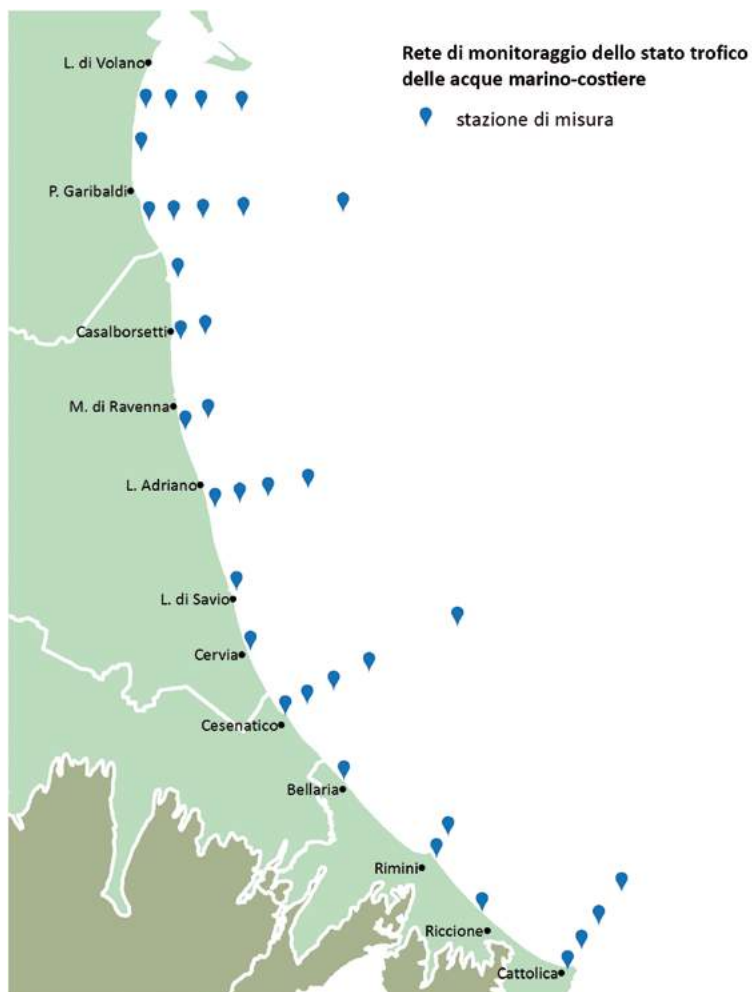 Rete di monitoraggio dello stato trofico
delle acque marino-costiere
stazione di misura
L. di Volano
P. Garibaldi
Casalborsetti
M. di Ravenna
L. Adriano
L. di Savio
Cervia
Cesenatico
Bellaria
Rimini
Riccione
Cattolica